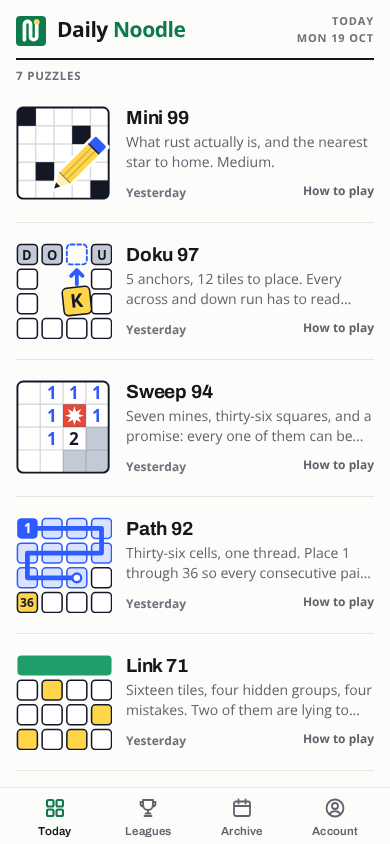 Daily Noodle
TODAY
MON 19 OCT
7 PUZZLES
Mini 99
What rust actually is, and the nearest
star to home. Medium.
Yesterday
How to play
D O U
K
Doku 97
5 anchors, 12 tiles to place. Every
across and down run has to read...
Yesterday
How to play
1 1 1
1 1
1 2
Sweep 94
Seven mines, thirty-six squares, and a
promise: every one of them can be...
Yesterday
How to play
1
36
Path 92
Thirty-six cells, one thread. Place 1
through 36 so every consecutive pai...
Yesterday
How to play
Link 71
Sixteen tiles, four hidden groups, four
mistakes. Two of them are lying to...
Yesterday
How to play
Today
Leagues
Archive
Account